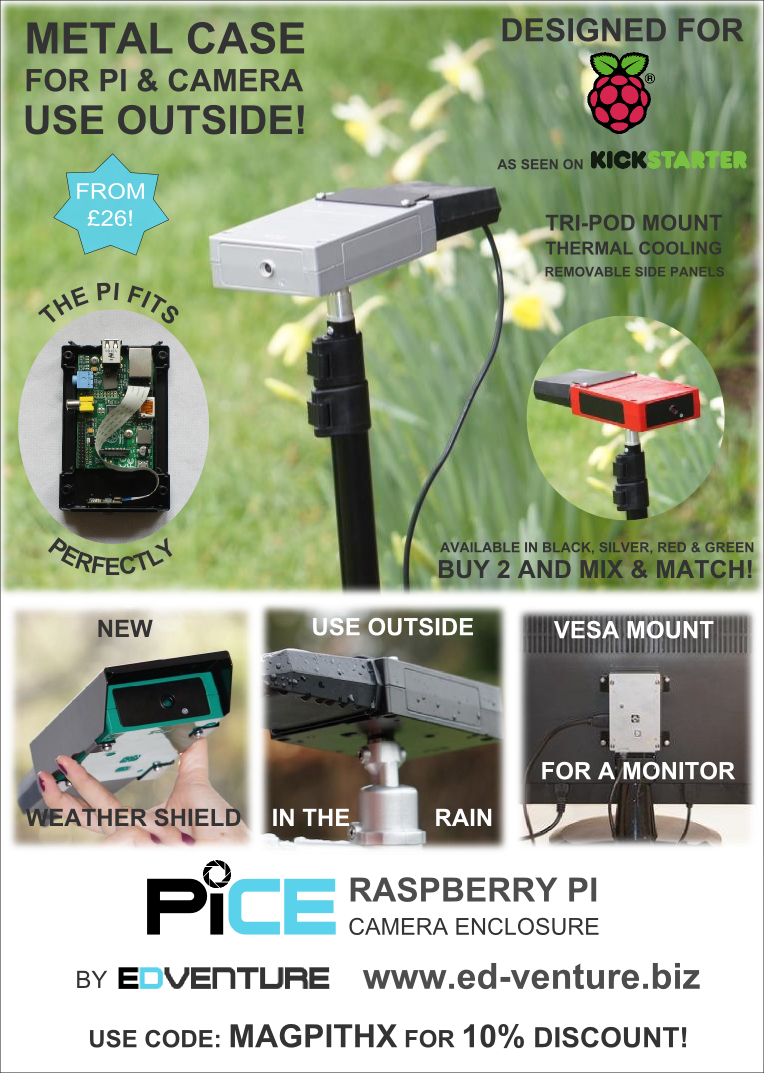 METAL CASE
FOR PI & CAMERA
USE OUTSIDE!
DESIGNED FOR
®
AS SEEN ON KICKSTARTER
FROM
£26!
TRI-POD MOUNT
THERMAL COOLING
REMOVABLE SIDE PANELS
THE PI FITS
PERFECTLY
AVAILABLE IN BLACK, SILVER, RED & GREEN
BUY 2 AND MIX & MATCH!
NEW
WEATHER SHIELD
USE OUTSIDE
IN THE RAIN
VESA MOUNT
FOR A MONITOR
PiCE RASPBERRY PI
CAMERA ENCLOSURE
BY EDVENTURE www.ed-venture.biz
USE CODE: MAGPITHX FOR 10% DISCOUNT!